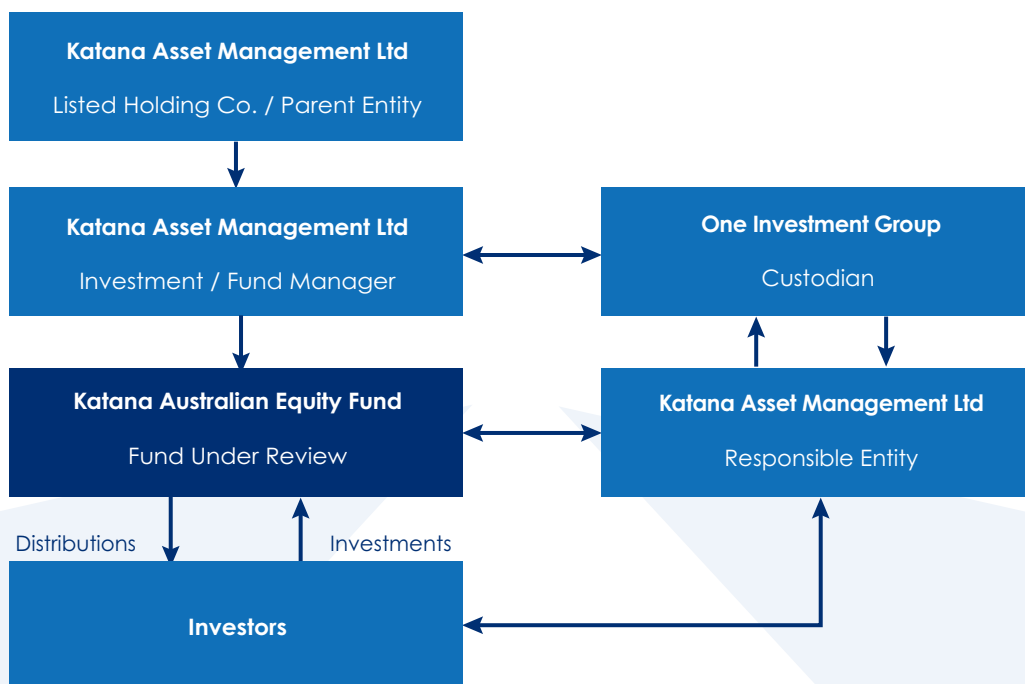 Katana Asset Management Ltd
Listed Holding Co. / Parent Entity
Katana Asset Management Ltd
Investment / Fund Manager
One Investment Group
Custodian
Katana Australian Equity Fund
Fund Under Review
Katana Asset Management Ltd
Responsible Entity
Distributions
Investments
Investors